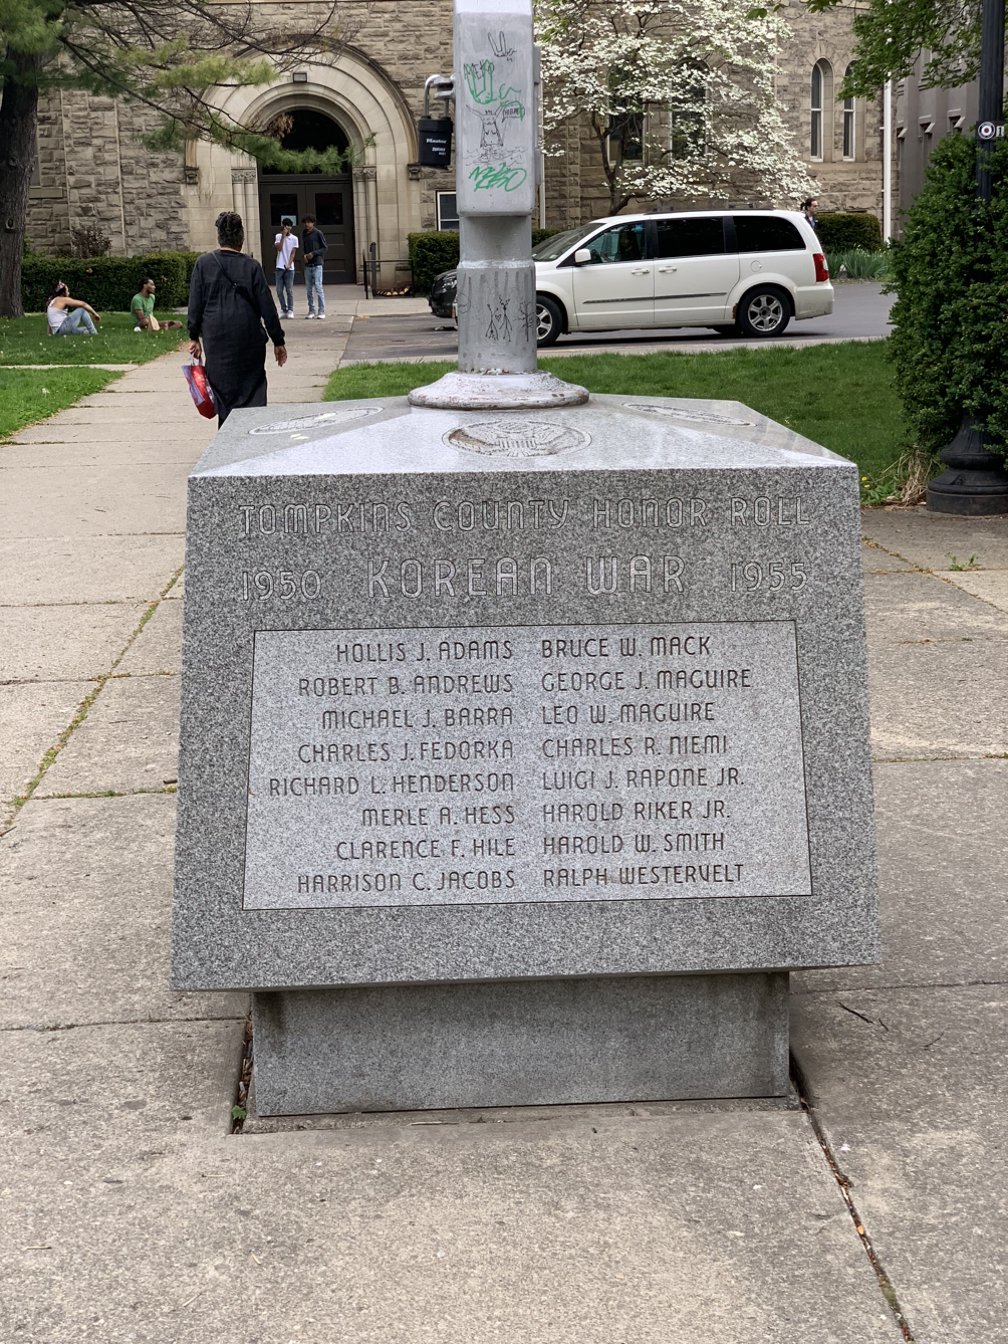 TOMPKINS COUNTY HONOR ROLL
1950 KOREAN WAR 1955
HOLLIS J. ADAMS
ROBERT B. ANDREWS
MICHAEL J. BARRA
CHARLES J. FEDORKA
RICHARD L. HENDERSON
MERLE A. HESS
CLARENCE F. HILE
HARRISON C. JACOBS
BRUCE W. MACK
GEORGE J. MAGUIRE
LEO W. MAGUIRE
CHARLES R. NIEMI
LUIGI J. RAPONE JR.
HAROLD RIKER JR.
HAROLD W. SMITH
RALPH WESTERVELT